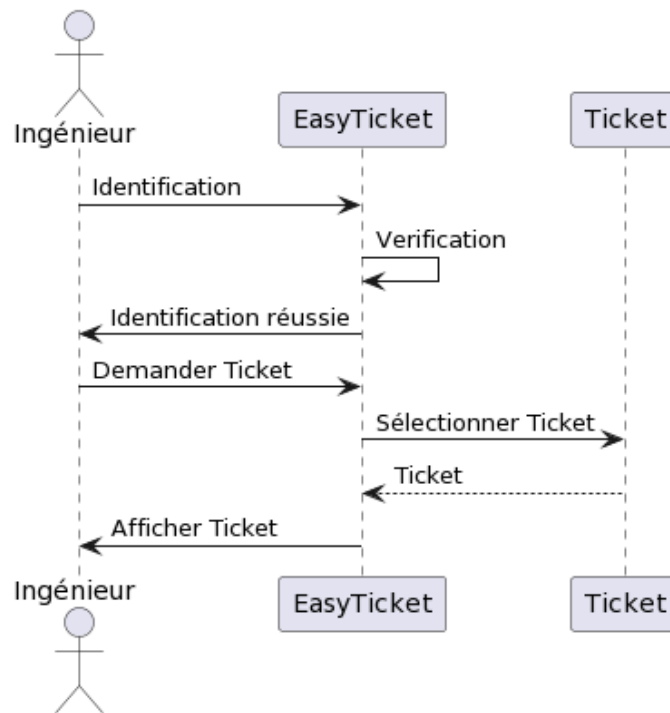 Ingénieur
EasyTicket
Ticket
Identification
Verification
Identification réussie
Demander Ticket
Sélectionner Ticket
Ticket
Afficher Ticket
Ingénieur
EasyTicket
Ticket